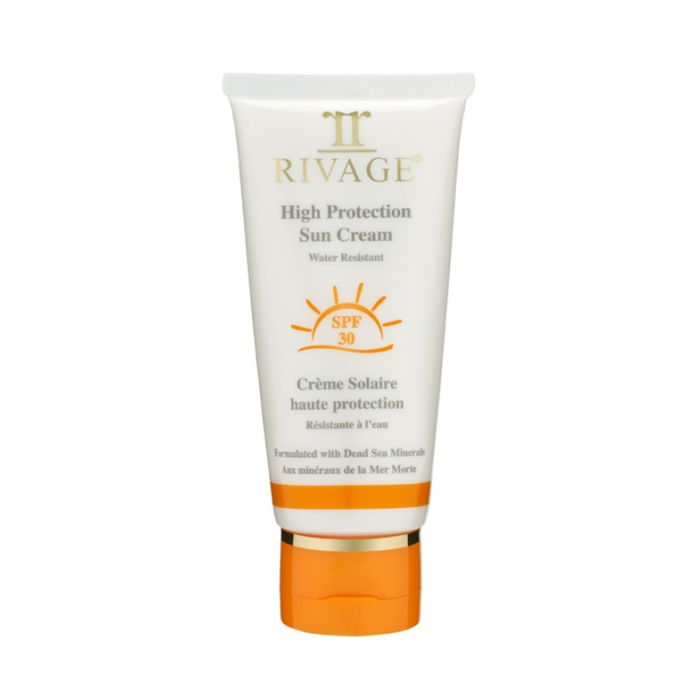 RIVAGE®
High Protection
Sun Cream
Water Resistant
SPF
30
Crème Solaire
haute protection
Résistante à l'eau
Formulated with Dead Sea Minerals
Aux minéraux de la Mer Morte